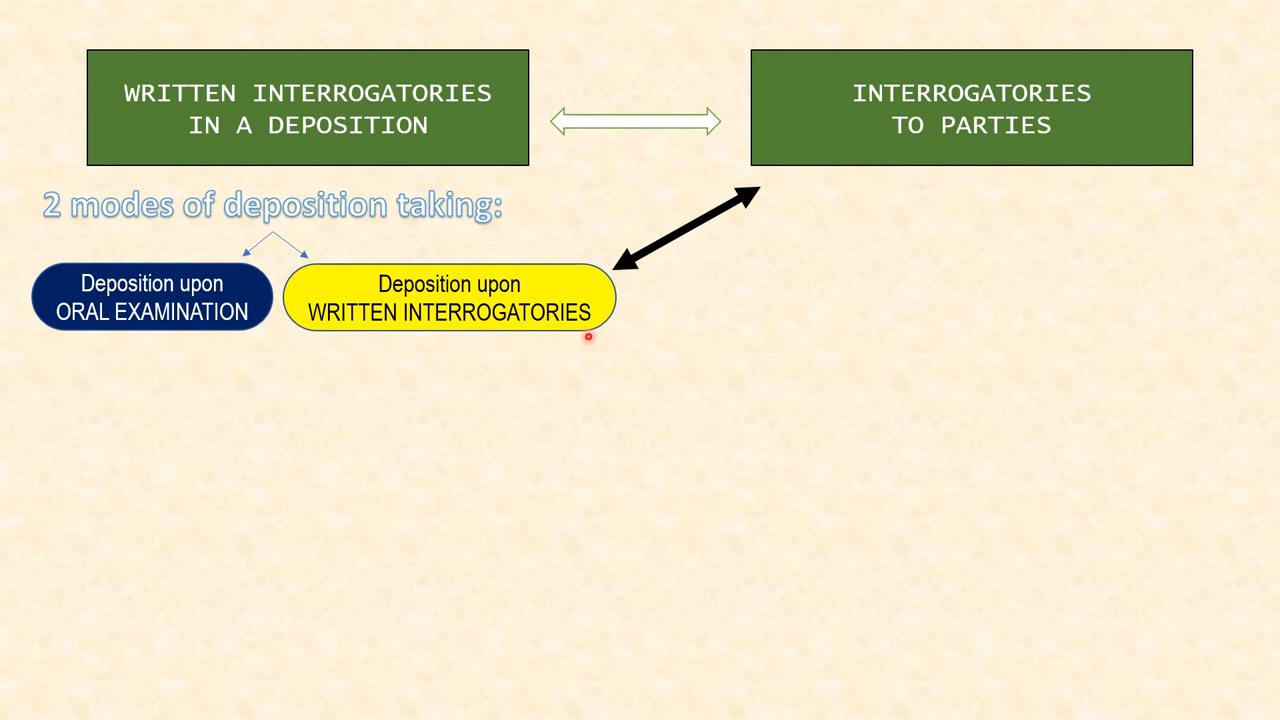 WRITTEN INTERROGATORIES
IN A DEPOSITION
INTERROGATORIES
TO PARTIES
2 modes of deposition taking:
Deposition upon
ORAL EXAMINATION
Deposition upon
WRITTEN INTERROGATORIES